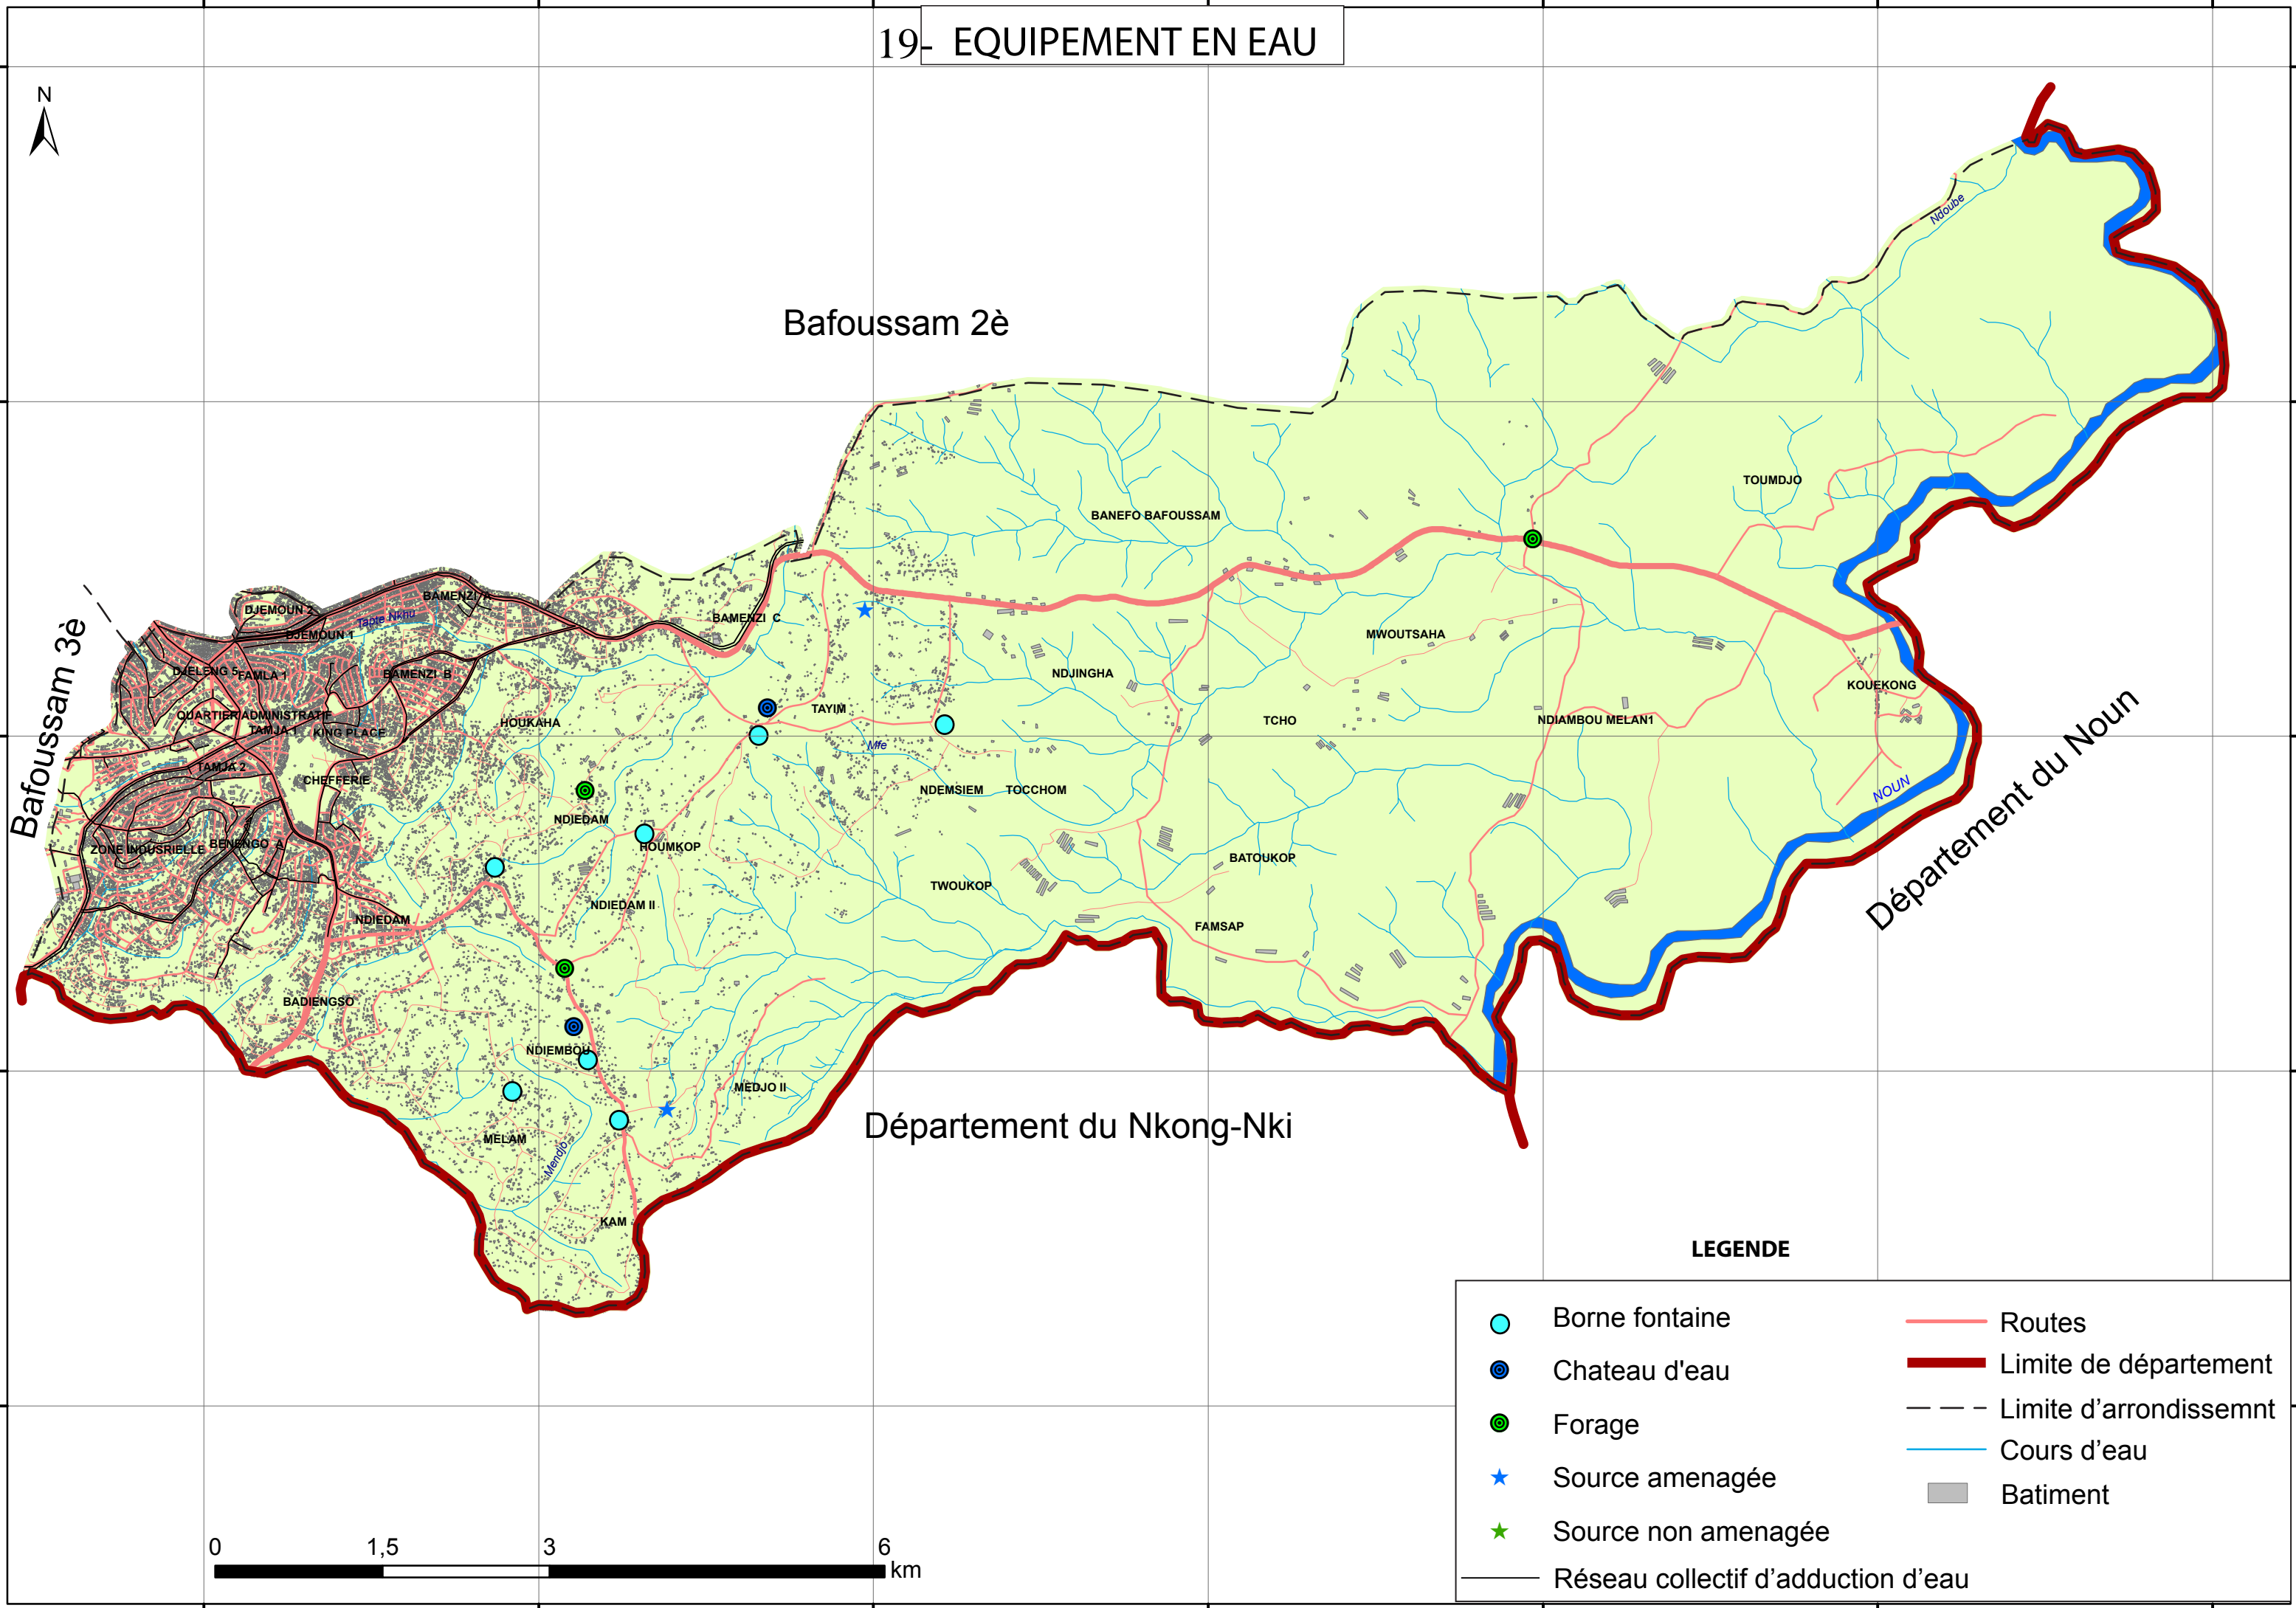 19- EQUIPEMENT EN EAU
N
Ndoube
Bafoussam 2è
TOUMDJO
BANEFO BAFOUSSAM
BAMENZI A
DJEMOUN 2
Tapte Nkhu
BAMENZI C
DJEMOUN 1
MWOUTSAHA
Bafoussam 3è
DJELENG 5
FAMLA 1
BAMENZI B
NDJINGHA
KOUEKONG
QUARTIER ADMINISTRATIF
TAYIM
HOUKAHA
TCHO
NDIAMBOU MELAN1
TAMJA 1
KING PLACE
Mfe
TAMJA 2
CHEFFERIE
NDEMSIEM
TOCCHOM
NOUN
Département du Noun
NDIEDAM
BENENGO A
HOUMKOP
ZONE INDUSRIELLE
BATOUKOP
TWOUKOP
NDIEDAM II
NDIEDAM
FAMSAP
BADIENGSO
NDIEMBOU
MEDJO II
Département du Nkong-Nki
MELAM
Mendjo
KAM
LEGENDE
Borne fontaine
Chateau d'eau
Forage
Source amenagée
Source non amenagée
Réseau collectif d’adduction d’eau
Routes
Limite de département
Limite d’arrondissemnt
Cours d’eau
Batiment
0 1,5 3 6
km